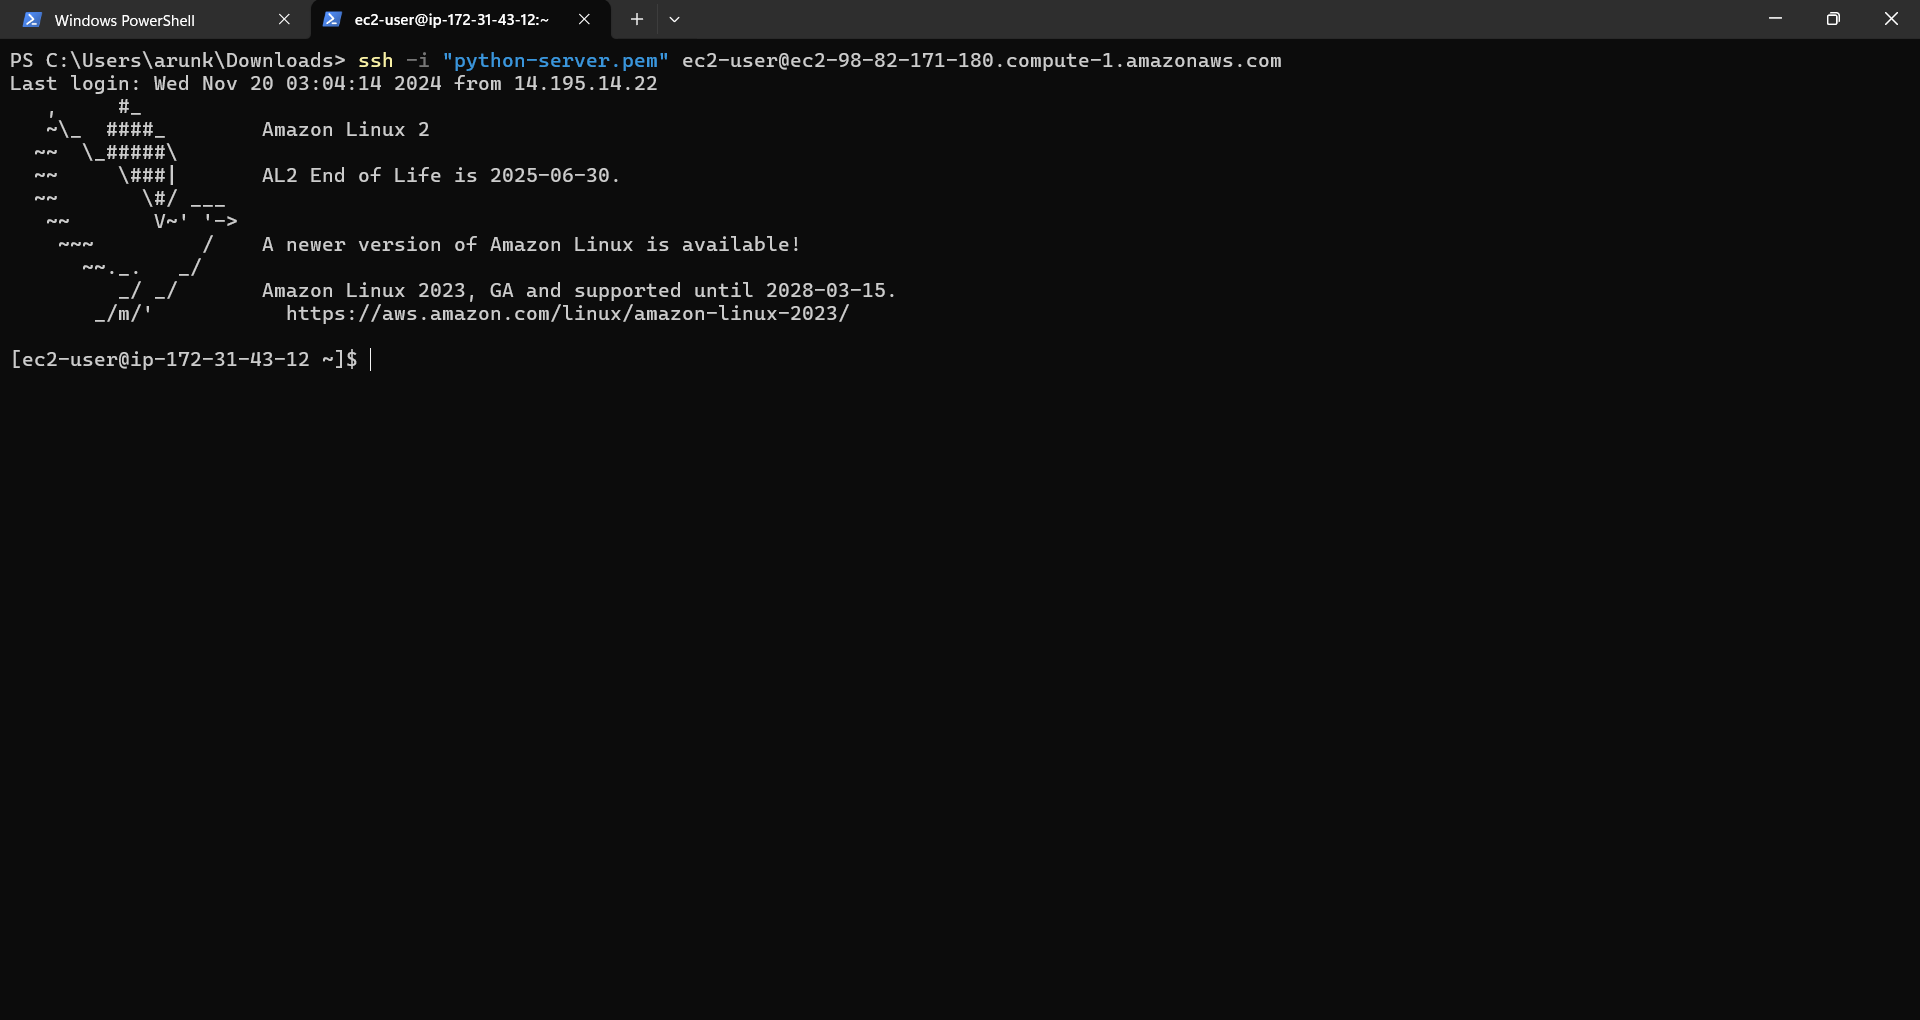 Windows PowerShell
ec2-user@ip-172-31-43-12:~
PS C:\Users\arunk\Downloads> ssh -i "python-server.pem" ec2-user@ec2-98-82-171-180.compute-1.amazonaws.com
Last login: Wed Nov 20 03:04:14 2024 from 14.195.14.22
   ,     #_
   ~\_  ####_        Amazon Linux 2
  ~~  \_#####\
  ~~     \###|       AL2 End of Life is 2025-06-30.
  ~~       \#/ ___
   ~~       V~' '->
    ~~~         /    A newer version of Amazon Linux is available!
      ~~._.   _/
         _/ _/       Amazon Linux 2023, GA and supported until 2028-03-15.
       _/m/'           https://aws.amazon.com/linux/amazon-linux-2023/
[ec2-user@ip-172-31-43-12 ~]$